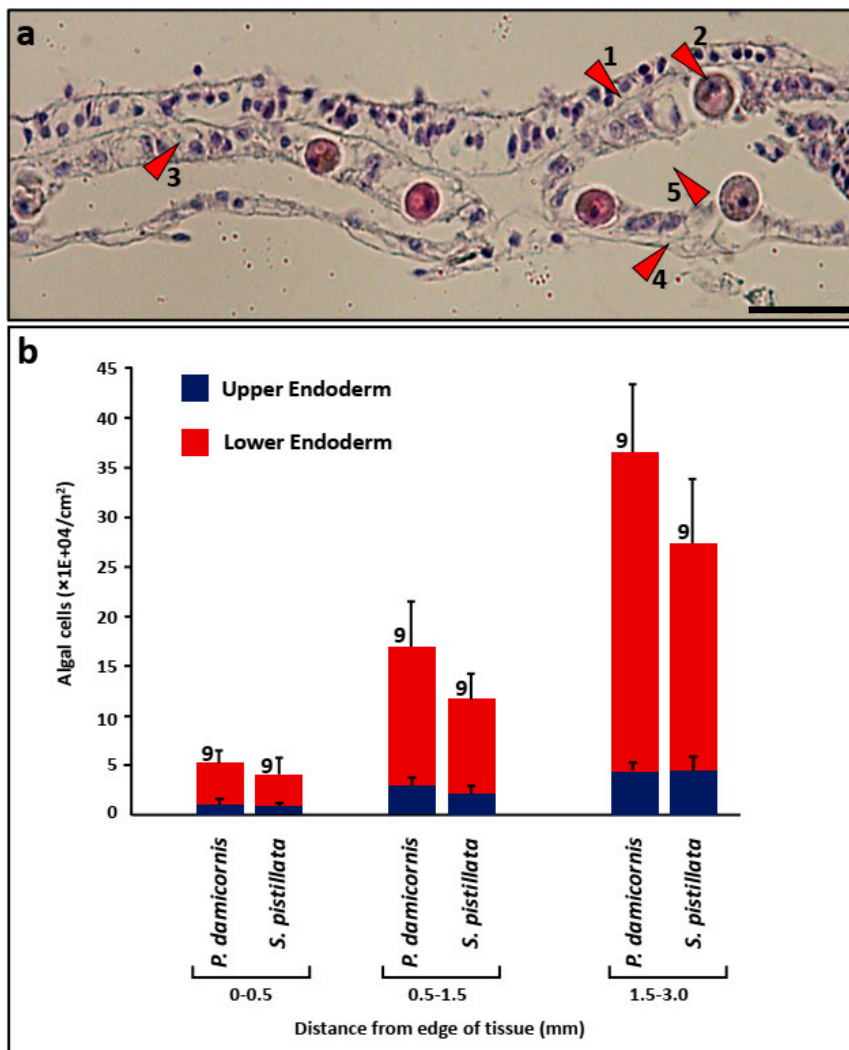 a
1
2
3
4
5
b
Upper Endoderm
Lower Endoderm
Algal cells (×1E+04/cm²)
45
40
35
30
25
20
15
10
5
0
9
9
9
9
9
9
P. damicornis
S. pistillata
P. damicornis
S. pistillata
P. damicornis
S. pistillata
0-0.5
0.5-1.5
1.5-3.0
Distance from edge of tissue (mm)